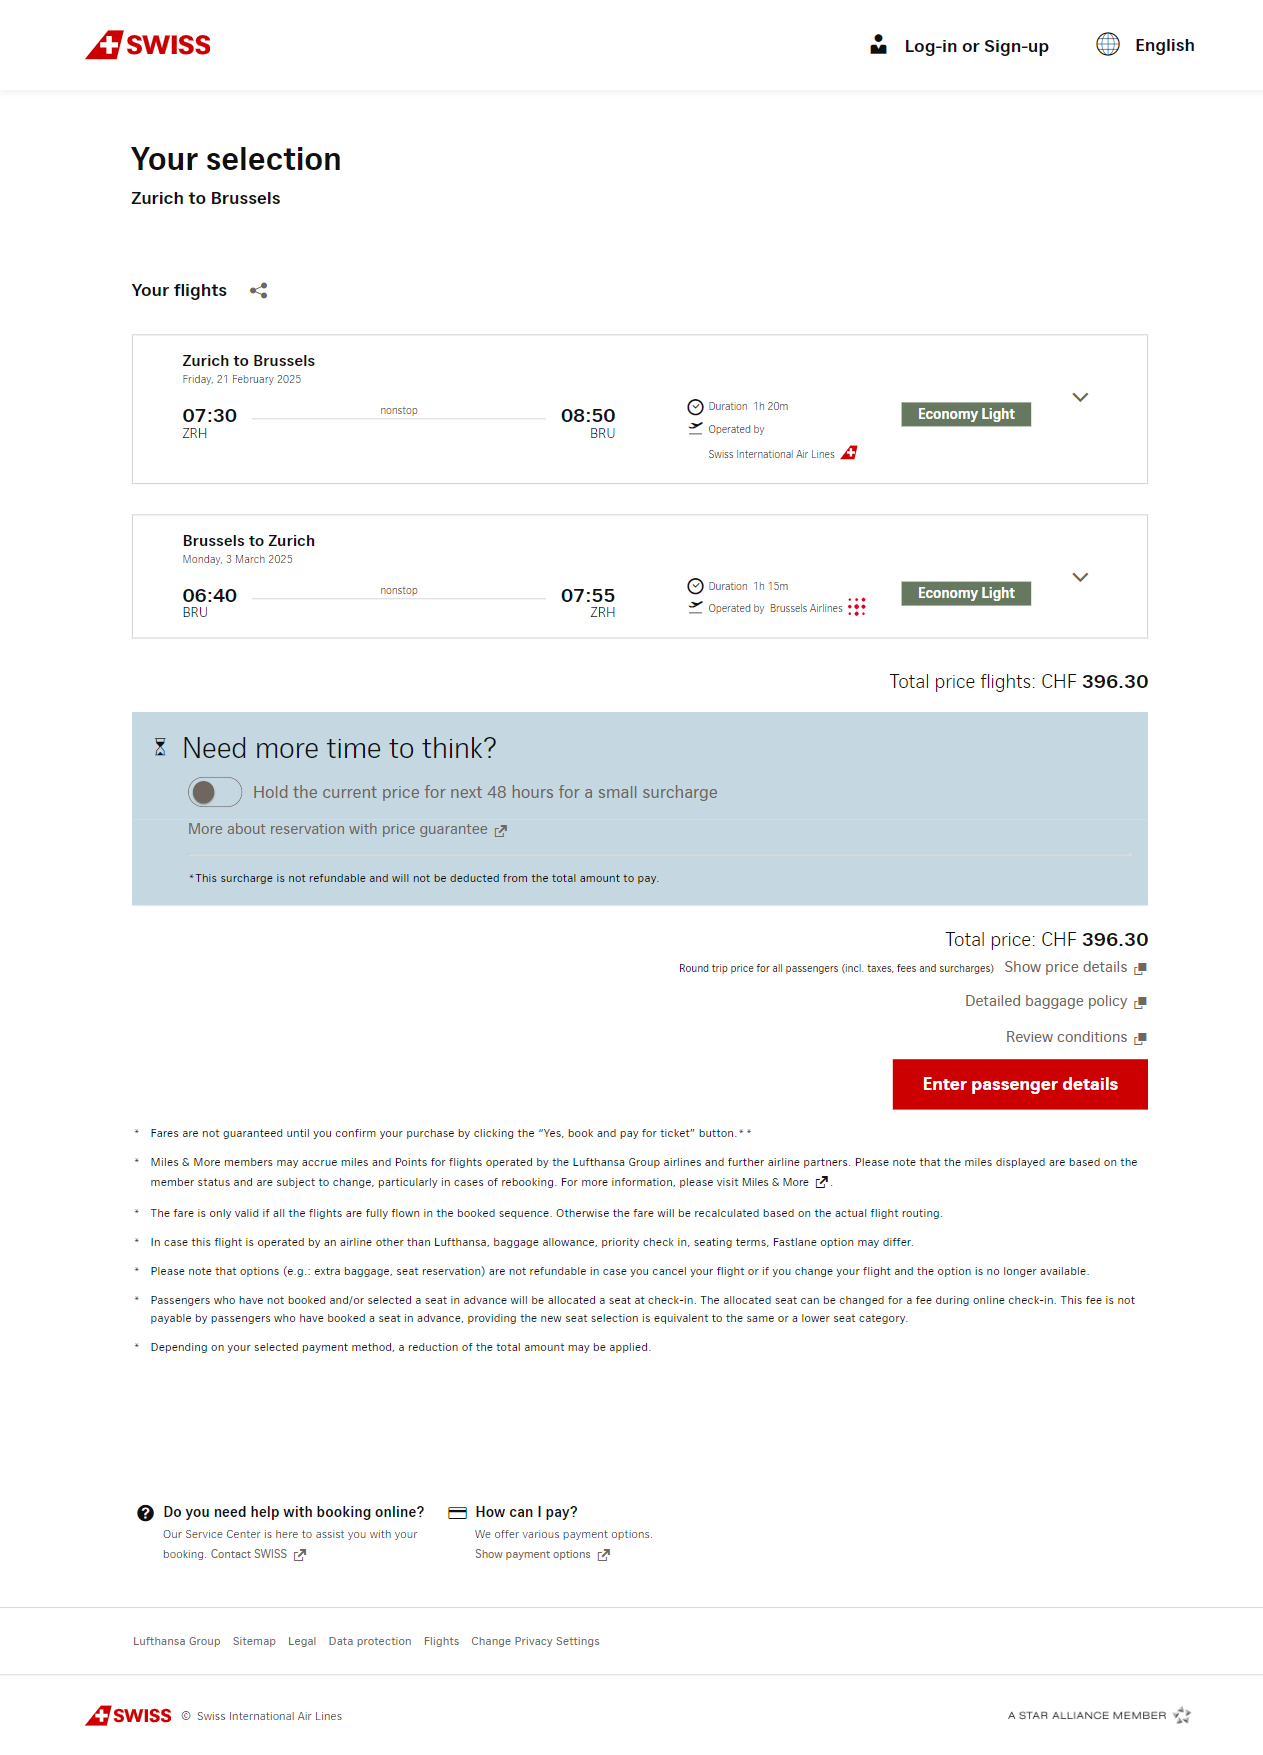 SWISS
Log-in or Sign-up
English
Your selection
Zurich to Brussels
Your flights
Zurich to Brussels
Friday, 21 February 2025
07:30 nonstop 08:50
ZRH BRU
Duration 1h 20m
Operated by
Swiss International Air Lines
Economy Light
Brussels to Zurich
Monday, 3 March 2025
06:40 nonstop 07:55
BRU ZRH
Duration 1h 15m
Operated by Brussels Airlines
Economy Light
Total price flights: CHF 396.30
Need more time to think?
Hold the current price for next 48 hours for a small surcharge
More about reservation with price guarantee
*This surcharge is not refundable and will not be deducted from the total amount to pay.
Total price: CHF 396.30
Round trip price for all passengers (incl. taxes, fees and surcharges) Show price details
Detailed baggage policy
Review conditions
Enter passenger details
* Fares are not guaranteed until you confirm your purchase by clicking the “Yes, book and pay for ticket” button.**
* Miles & More members may accrue miles and Points for flights operated by the Lufthansa Group airlines and further airline partners. Please note that the miles displayed are based on the
member status and are subject to change, particularly in cases of rebooking. For more information, please visit Miles & More .
* The fare is only valid if all the flights are fully flown in the booked sequence. Otherwise the fare will be recalculated based on the actual flight routing.
* In case this flight is operated by an airline other than Lufthansa, baggage allowance, priority check in, seating terms, Fastlane option may differ.
* Please note that options (e.g.: extra baggage, seat reservation) are not refundable in case you cancel your flight or if you change your flight and the option is no longer available.
* Passengers who have not booked and/or selected a seat in advance will be allocated a seat at check-in. The allocated seat can be changed for a fee during online check-in. This fee is not
payable by passengers who have booked a seat in advance, providing the new seat selection is equivalent to the same or a lower seat category.
* Depending on your selected payment method, a reduction of the total amount may be applied.
Do you need help with booking online?
Our Service Center is here to assist you with your
booking. Contact SWISS
How can I pay?
We offer various payment options.
Show payment options
Lufthansa Group Sitemap Legal Data protection Flights Change Privacy Settings
SWISS © Swiss International Air Lines
A STAR ALLIANCE MEMBER